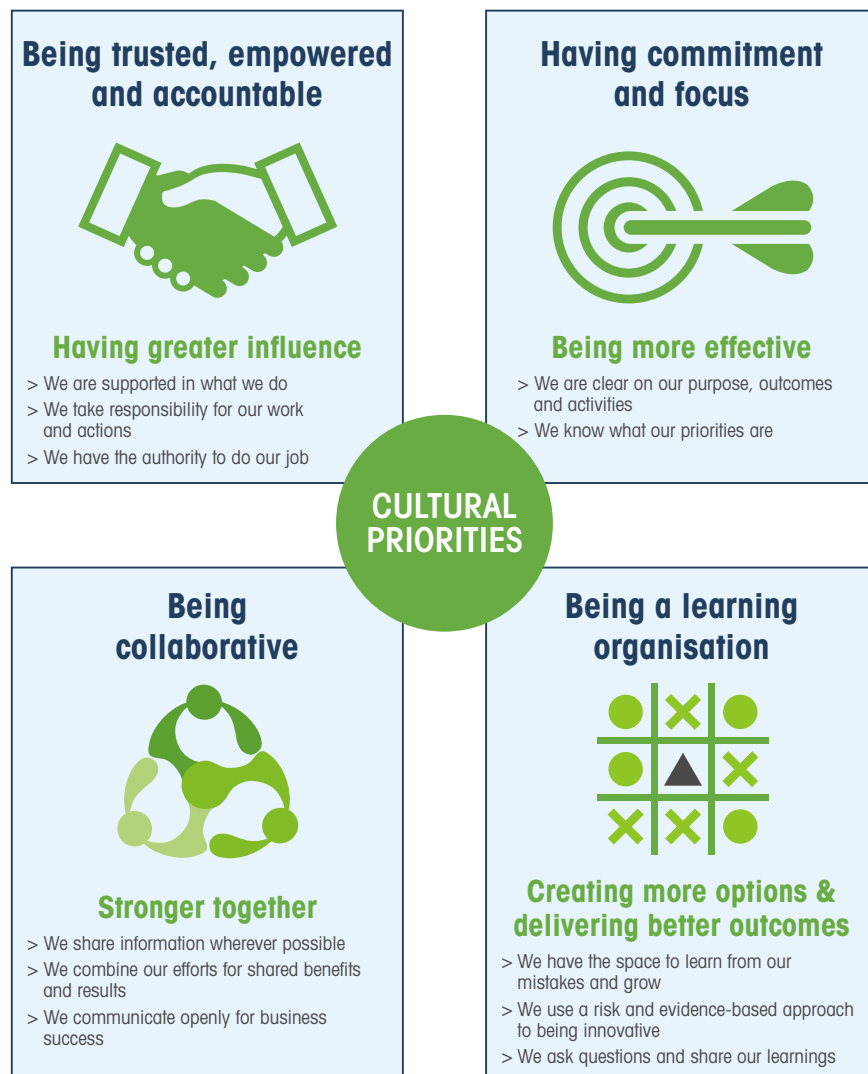 Being trusted, empowered
and accountable
Having greater influence
> We are supported in what we do
> We take responsibility for our work
and actions
> We have the authority to do our job
Having commitment
and focus
Being more effective
> We are clear on our purpose, outcomes
and activities
> We know what our priorities are
CULTURAL
PRIORITIES
Being
collaborative
Stronger together
> We share information wherever possible
> We combine our efforts for shared benefits
and results
> We communicate openly for business
success
Being a learning
organisation
Creating more options &
delivering better outcomes
> We have the space to learn from our
mistakes and grow
> We use a risk and evidence-based approach
to being innovative
> We ask questions and share our learnings